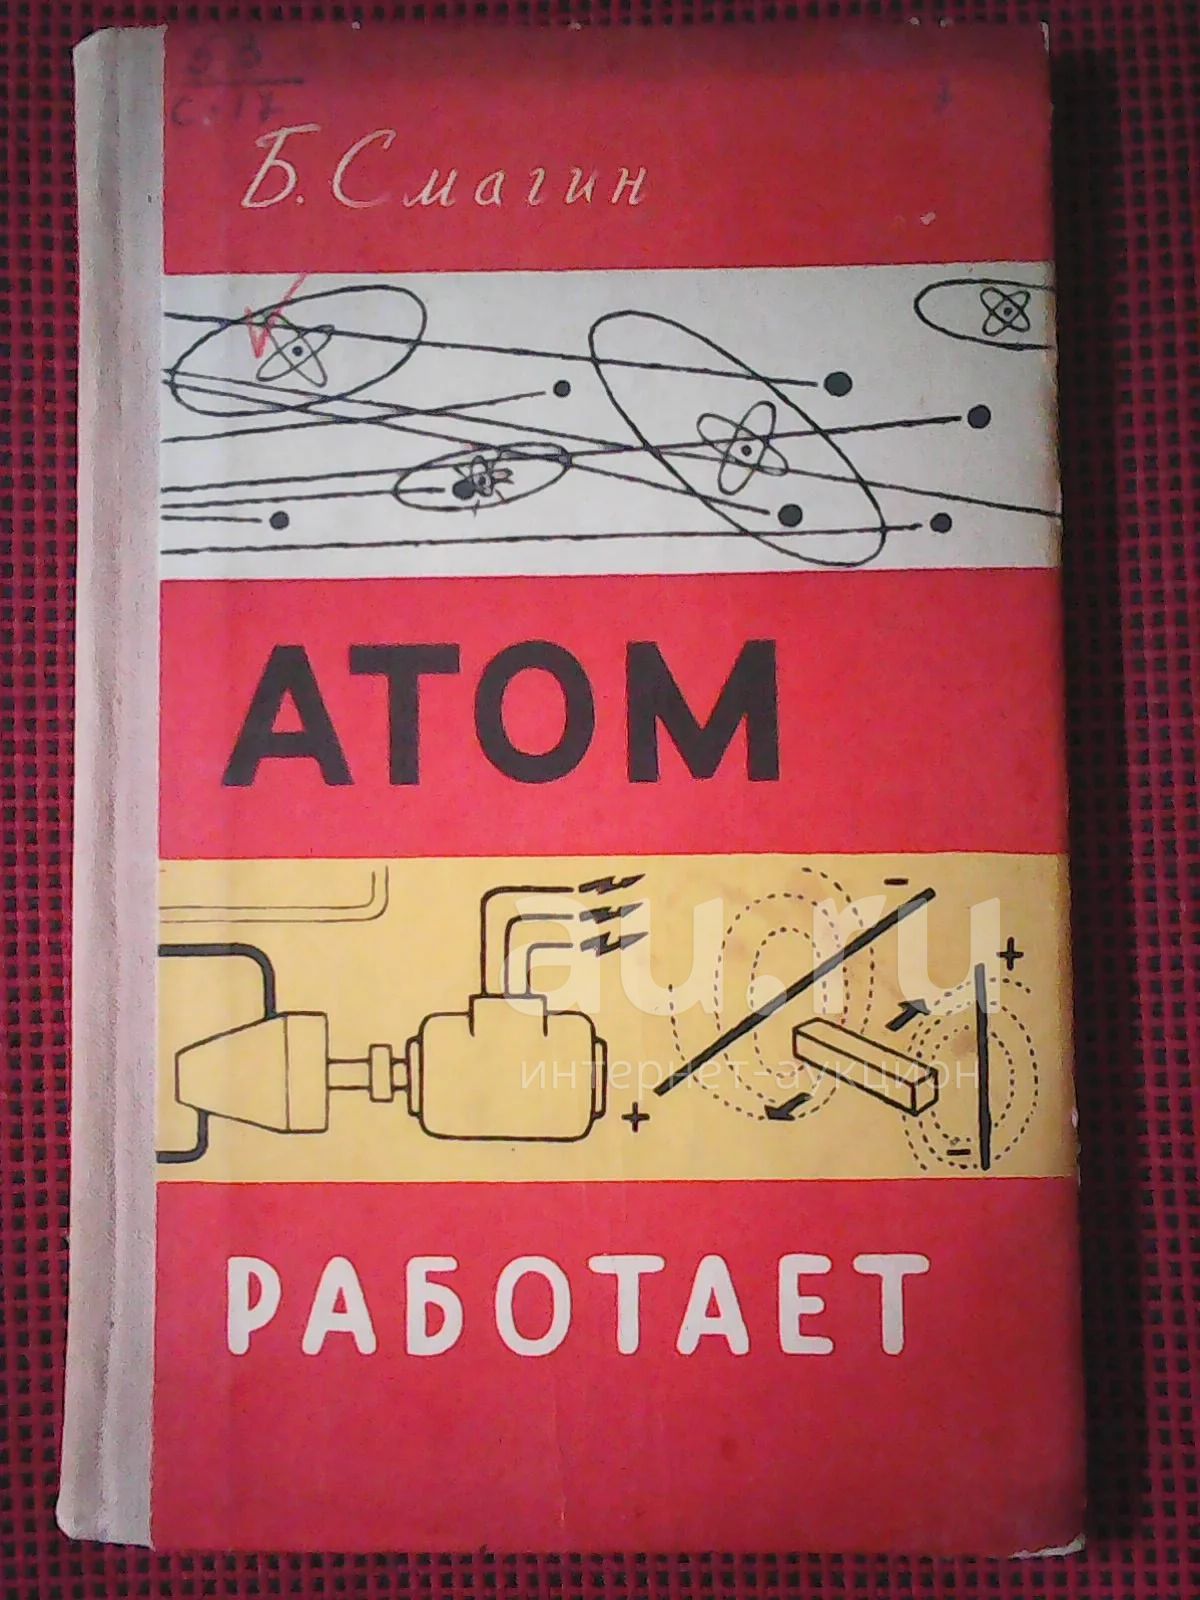 Б. Смагин
АТОМ
au.ru
интернет-аукцион
РАБОТАЕТ